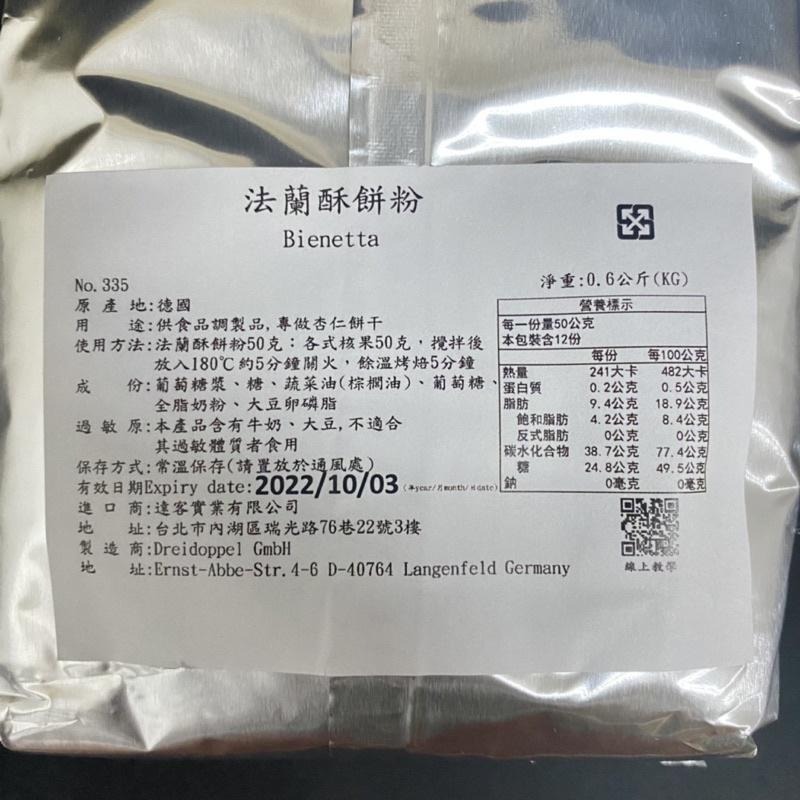 法蘭酥餅粉
Bienetta
No.335
淨重:0.6公斤(KG)
原產地:德國
用途:供食品調製品,專做杏仁餅干
使用方法:法蘭酥餅粉50克:各式核果50克,攪拌後
放入180℃約5分鐘關火,餘溫烤焙5分鐘
成份:葡萄糖漿、糖、蔬菜油(棕櫚油)、葡萄糖、
全脂奶粉、大豆卵磷脂
過敏原:本產品含有牛奶、大豆,不適合
其過敏體質者食用
保存方式:常溫保存(請置放於通風處)
有效日期Expiry date:2022/10/03(年year/月month/日date)
進口商:達客實業有限公司
地址:台北市內湖區瑞光路76巷22號3樓
製造商:Dreidoppel GmbH
地址:Ernst-Abbe-Str.4-6 D-40764 Langenfeld Germany
營養標示
每一份量50公克
本包裝含12份
每份 每100公克
熱量 241大卡 482大卡
蛋白質 0.2公克 0.5公克
脂肪 9.4公克 18.9公克
飽和脂肪 4.2公克 8.4公克
反式脂肪 0公克 0公克
碳水化合物 38.7公克 77.4公克
糖 24.8公克 49.5公克
鈉 0毫克 0毫克
線上教學